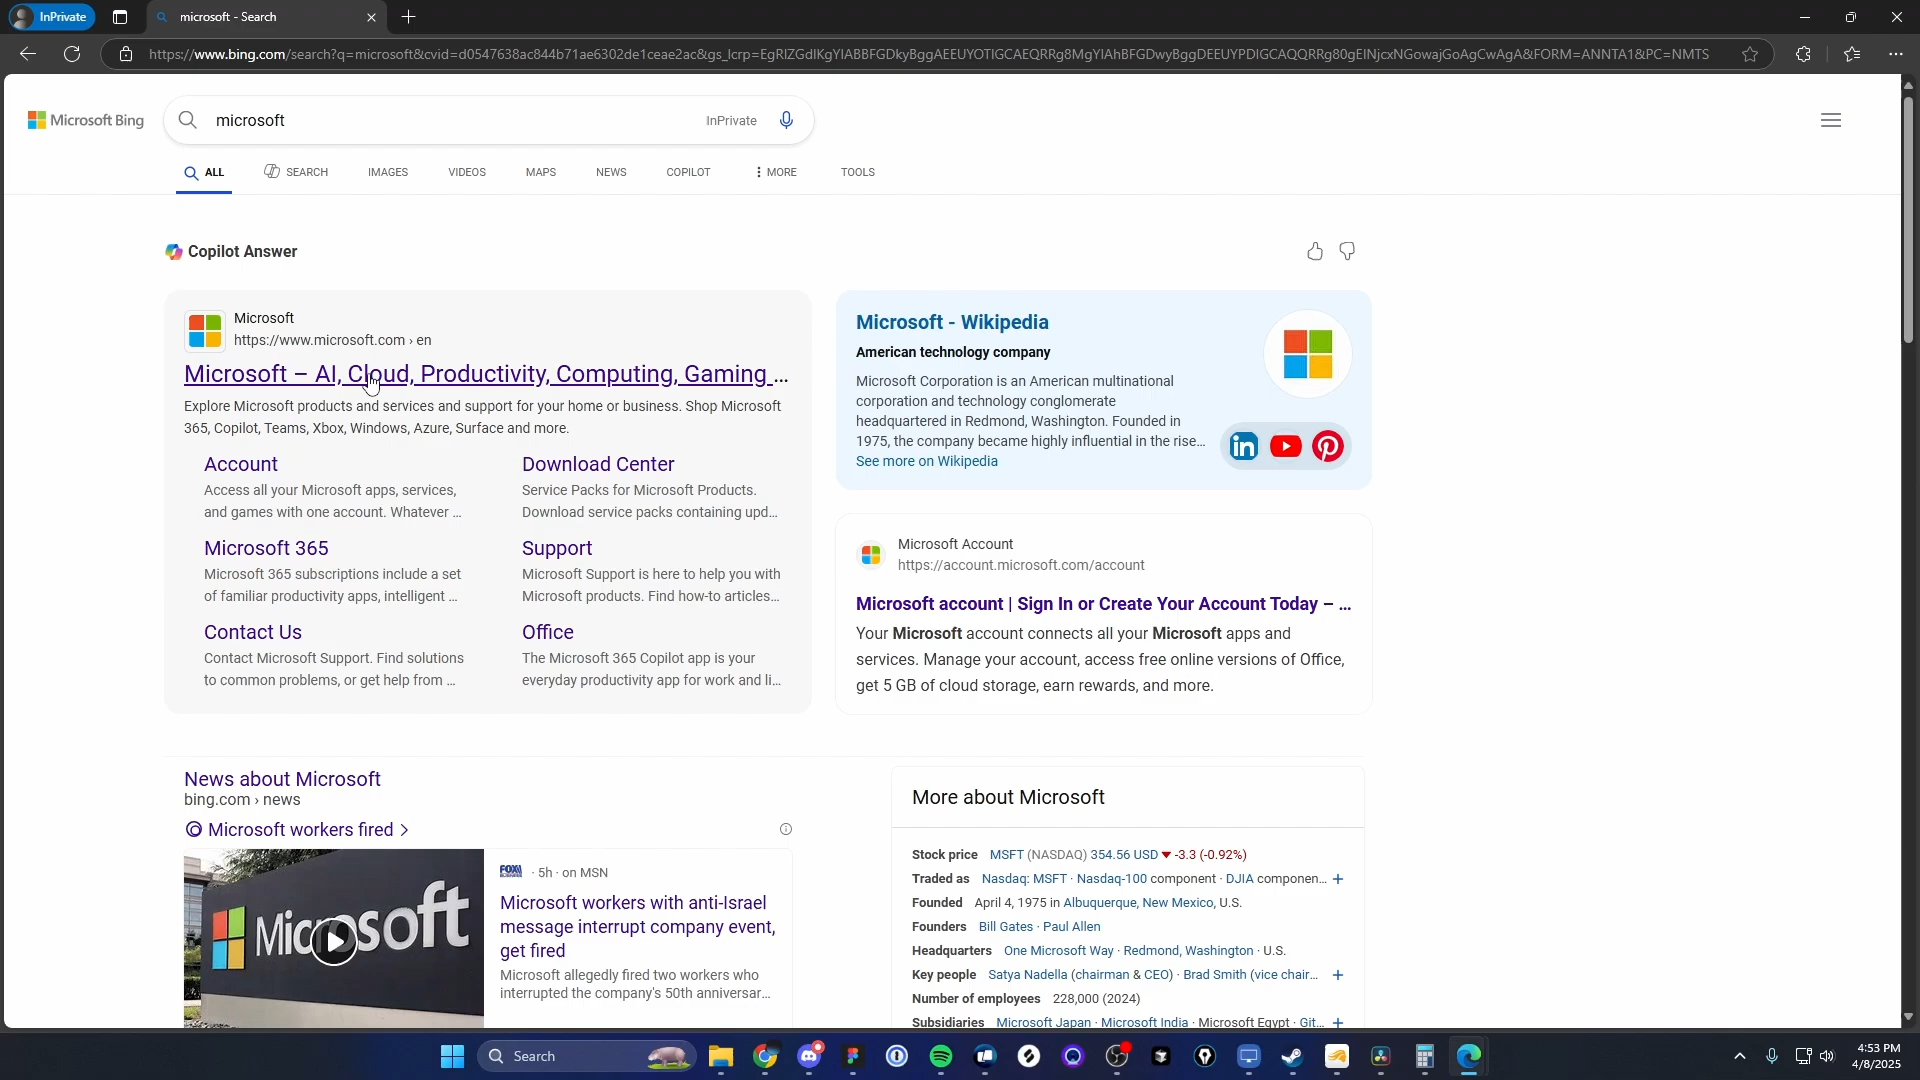 InPrivate
microsoft - Search
https://www.bing.com/search?q=microsoft&cvid=d0547638ac844b71ae6302de1ceae2ac&gs_lcrp=EgRlZGdlKgYIABBFGDkyBggAEEUYOTIGCAEQRRg8MgYIAhBFGDwyBggDEEUYPDIGCAQQRRg80gEINjcxNGowajGoAgCwAgA&FORM=ANNTA1&PC=NMTS
Microsoft Bing
microsoft
InPrivate
ALL
SEARCH
IMAGES
VIDEOS
MAPS
NEWS
COPILOT
MORE
TOOLS
Copilot Answer
Microsoft
https://www.microsoft.com › en
Microsoft – AI, Cloud, Productivity, Computing, Gaming ...
Explore Microsoft products and services and support for your home or business. Shop Microsoft
365, Copilot, Teams, Xbox, Windows, Azure, Surface and more.
Account
Access all your Microsoft apps, services,
and games with one account. Whatever ...
Download Center
Service Packs for Microsoft Products.
Download service packs containing upd...
Microsoft 365
Microsoft 365 subscriptions include a set
of familiar productivity apps, intelligent ...
Support
Microsoft Support is here to help you with
Microsoft products. Find how-to articles...
Contact Us
Contact Microsoft Support. Find solutions
to common problems, or get help from ...
Office
The Microsoft 365 Copilot app is your
everyday productivity app for work and li...
Microsoft - Wikipedia
American technology company
Microsoft Corporation is an American multinational
corporation and technology conglomerate
headquartered in Redmond, Washington. Founded in
1975, the company became highly influential in the rise...
See more on Wikipedia
in
Microsoft Account
https://account.microsoft.com/account
Microsoft account | Sign In or Create Your Account Today – ...
Your Microsoft account connects all your Microsoft apps and
services. Manage your account, access free online versions of Office,
get 5 GB of cloud storage, earn rewards, and more.
News about Microsoft
bing.com › news
Microsoft workers fired >
Microsoft
FOX
· 5h · on MSN
Microsoft workers with anti-Israel
message interrupt company event,
get fired
Microsoft allegedly fired two workers who
interrupted the company's 50th anniversar...
More about Microsoft
Stock price MSFT (NASDAQ) 354.56 USD ▼ -3.3 (-0.92%)
Traded as Nasdaq: MSFT · Nasdaq-100 component · DJIA componen... +
Founded April 4, 1975 in Albuquerque, New Mexico, U.S.
Founders Bill Gates · Paul Allen
Headquarters One Microsoft Way · Redmond, Washington · U.S.
Key people Satya Nadella (chairman & CEO) · Brad Smith (vice chair... +
Number of employees 228,000 (2024)
Subsidiaries Microsoft Japan · Microsoft India · Microsoft Egypt · Git... +
Search
4:53 PM
4/8/2025